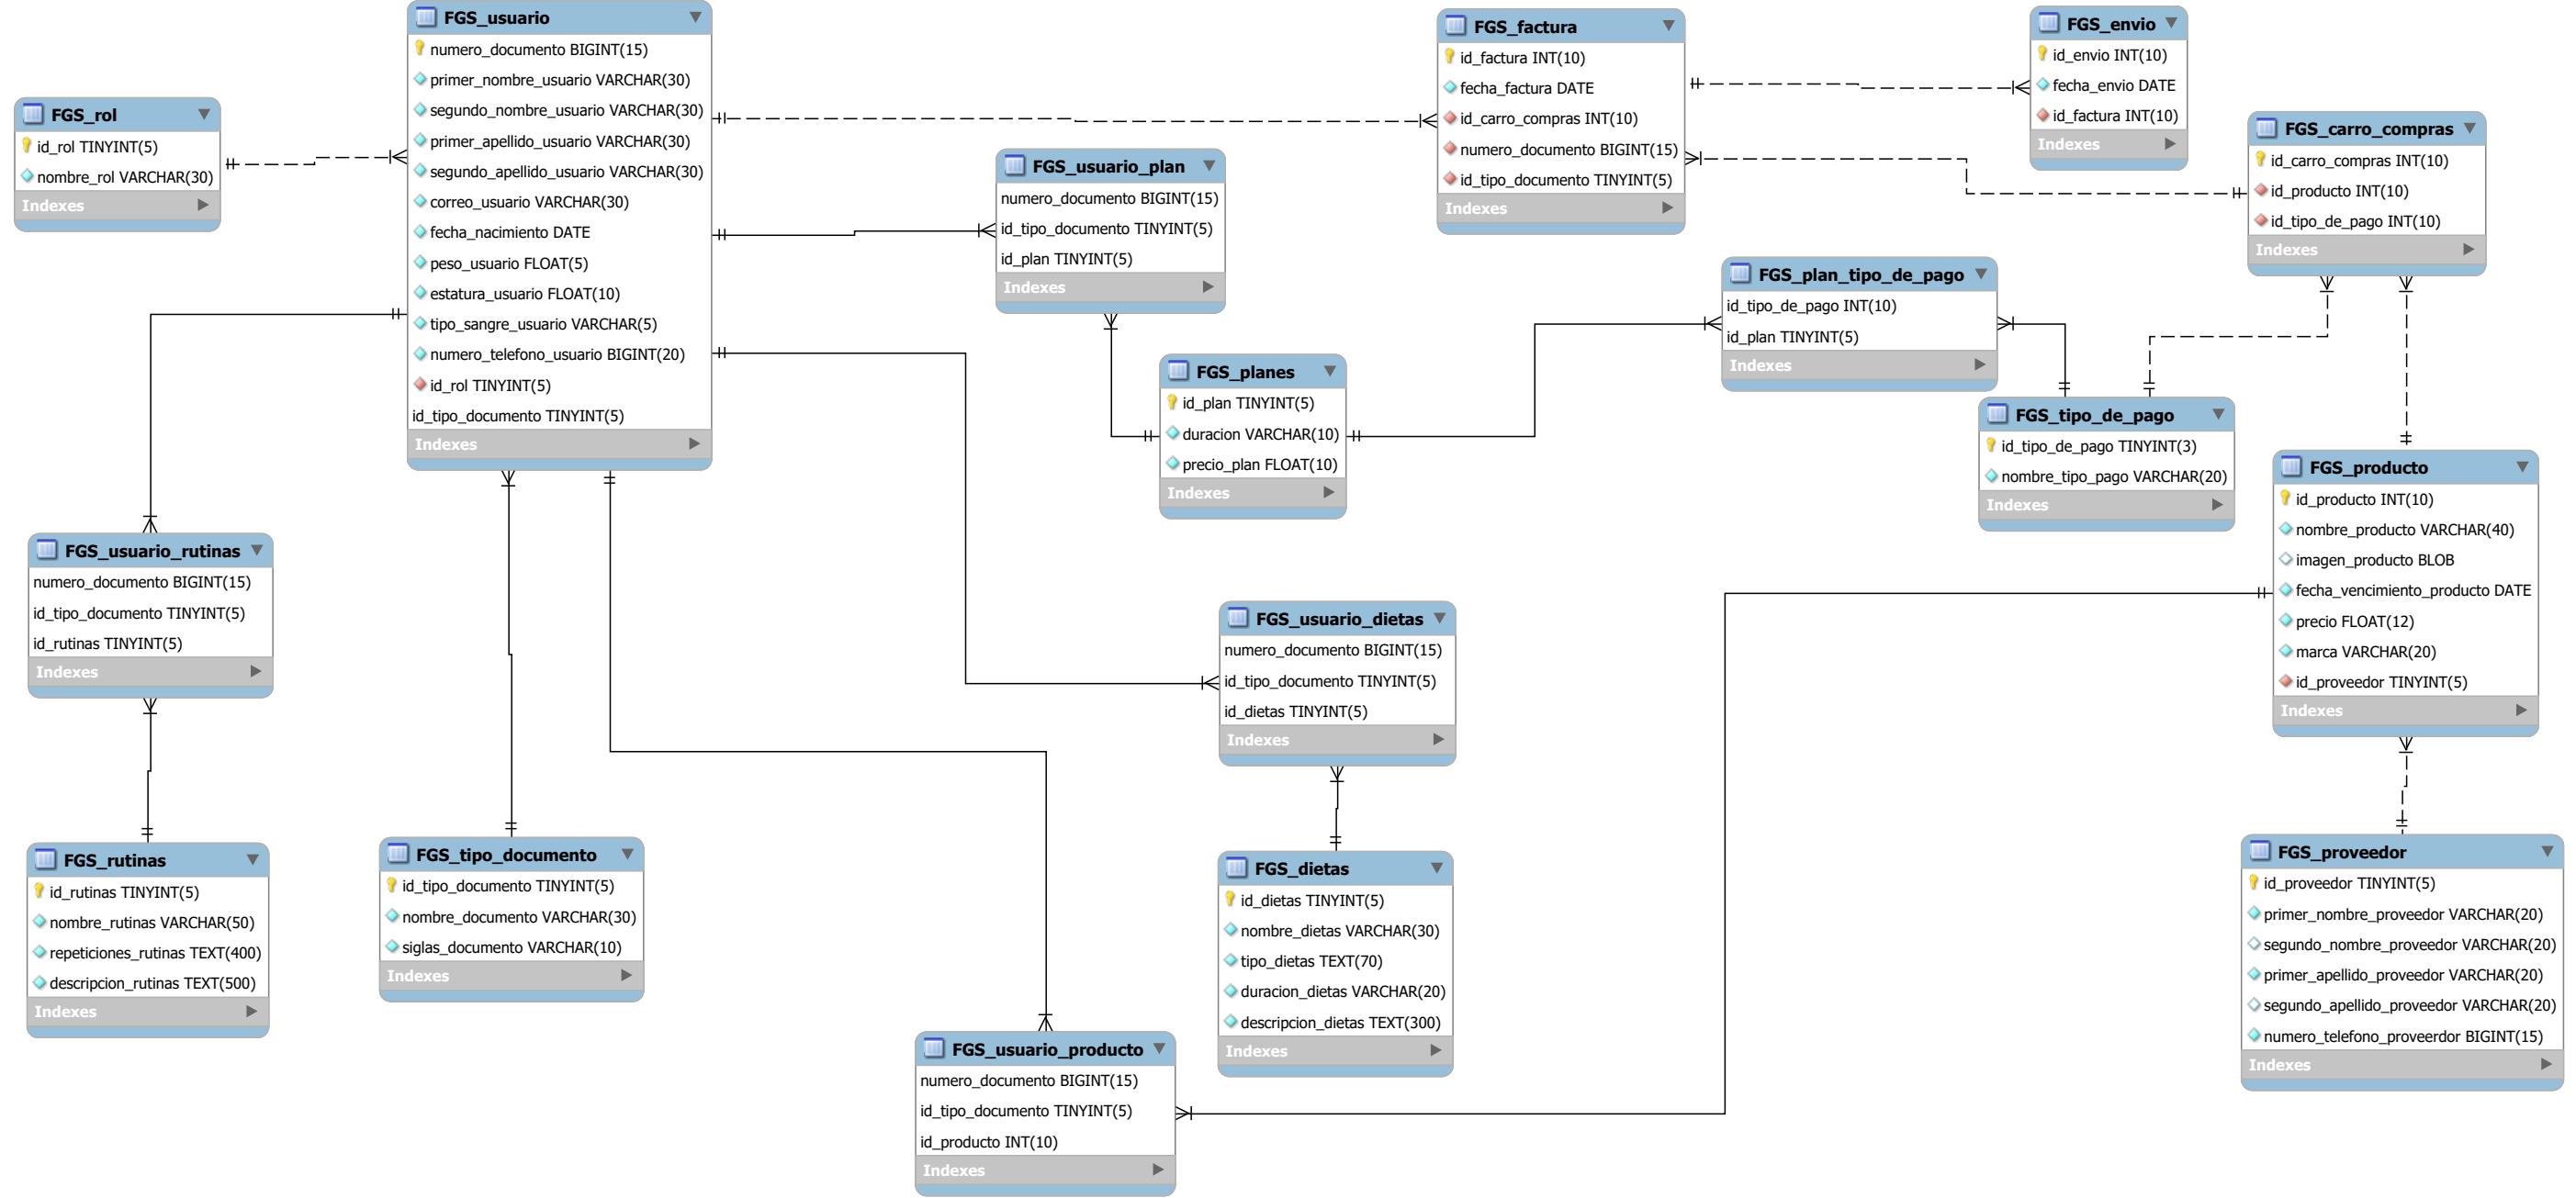 FGS_usuario
numero_documento BIGINT(15)
primer_nombre_usuario VARCHAR(30)
segundo_nombre_usuario VARCHAR(30)
primer_apellido_usuario VARCHAR(30)
segundo_apellido_usuario VARCHAR(30)
correo_usuario VARCHAR(30)
fecha_nacimiento DATE
peso_usuario FLOAT(5)
estatura_usuario FLOAT(10)
tipo_sangre_usuario VARCHAR(5)
numero_telefono_usuario BIGINT(20)
id_rol TINYINT(5)
id_tipo_documento TINYINT(5)
Indexes
FGS_rol
id_rol TINYINT(5)
nombre_rol VARCHAR(30)
Indexes
FGS_factura
id_factura INT(10)
fecha_factura DATE
id_carro_compras INT(10)
numero_documento BIGINT(15)
id_tipo_documento TINYINT(5)
Indexes
FGS_envio
id_envio INT(10)
fecha_envio DATE
id_factura INT(10)
Indexes
FGS_carro_compras
id_carro_compras INT(10)
id_producto INT(10)
id_tipo_de_pago INT(10)
Indexes
FGS_usuario_plan
numero_documento BIGINT(15)
id_tipo_documento TINYINT(5)
id_plan TINYINT(5)
Indexes
FGS_plan_tipo_de_pago
id_tipo_de_pago INT(10)
id_plan TINYINT(5)
Indexes
FGS_planes
id_plan TINYINT(5)
duracion VARCHAR(10)
precio_plan FLOAT(10)
Indexes
FGS_tipo_de_pago
id_tipo_de_pago TINYINT(3)
nombre_tipo_pago VARCHAR(20)
Indexes
FGS_producto
id_producto INT(10)
nombre_producto VARCHAR(40)
imagen_producto BLOB
fecha_vencimiento_producto DATE
precio FLOAT(12)
marca VARCHAR(20)
id_proveedor TINYINT(5)
Indexes
FGS_usuario_rutinas
numero_documento BIGINT(15)
id_tipo_documento TINYINT(5)
id_rutinas TINYINT(5)
Indexes
FGS_usuario_dietas
numero_documento BIGINT(15)
id_tipo_documento TINYINT(5)
id_dietas TINYINT(5)
Indexes
FGS_rutinas
id_rutinas TINYINT(5)
nombre_rutinas VARCHAR(50)
repeticiones_rutinas TEXT(400)
descripcion_rutinas TEXT(500)
Indexes
FGS_tipo_documento
id_tipo_documento TINYINT(5)
nombre_documento VARCHAR(30)
siglas_documento VARCHAR(10)
Indexes
FGS_dietas
id_dietas TINYINT(5)
nombre_dietas VARCHAR(30)
tipo_dietas TEXT(70)
duracion_dietas VARCHAR(20)
descripcion_dietas TEXT(300)
Indexes
FGS_proveedor
id_proveedor TINYINT(5)
primer_nombre_proveedor VARCHAR(20)
segundo_nombre_proveedor VARCHAR(20)
primer_apellido_proveedor VARCHAR(20)
segundo_apellido_proveedor VARCHAR(20)
numero_telefono_proveerdor BIGINT(15)
Indexes
FGS_usuario_producto
numero_documento BIGINT(15)
id_tipo_documento TINYINT(5)
id_producto INT(10)
Indexes